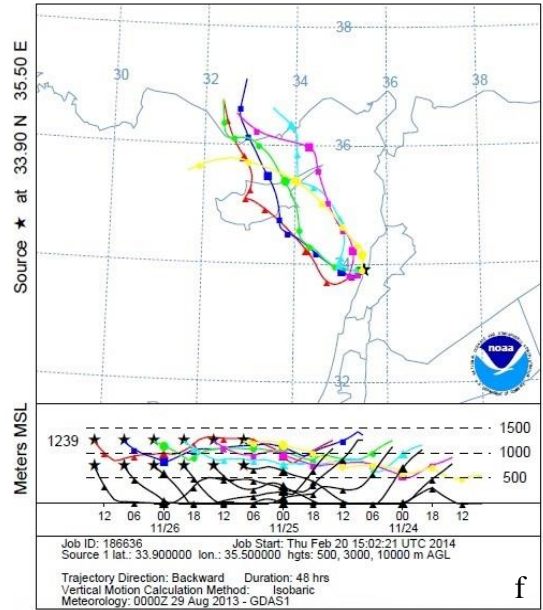 Source ★ at 33.90 N 35.50 E
38
30 32 34 36 38
36
34
32
noaa
Meters MSL
1239
1500
1000
500
12 06 00 18 12 06 00 18 12 06 00 18 12
11/26 11/25 11/24
Job ID: 186636 Job Start: Thu Feb 20 15:02:21 UTC 2014
Source 1 lat.: 33.900000 lon.: 35.500000 hgts: 500, 3000, 10000 m AGL
Trajectory Direction: Backward Duration: 48 hrs
Vertical Motion Calculation Method: Isobaric
Meteorology: 0000Z 29 Aug 2013 - GDAS1
f